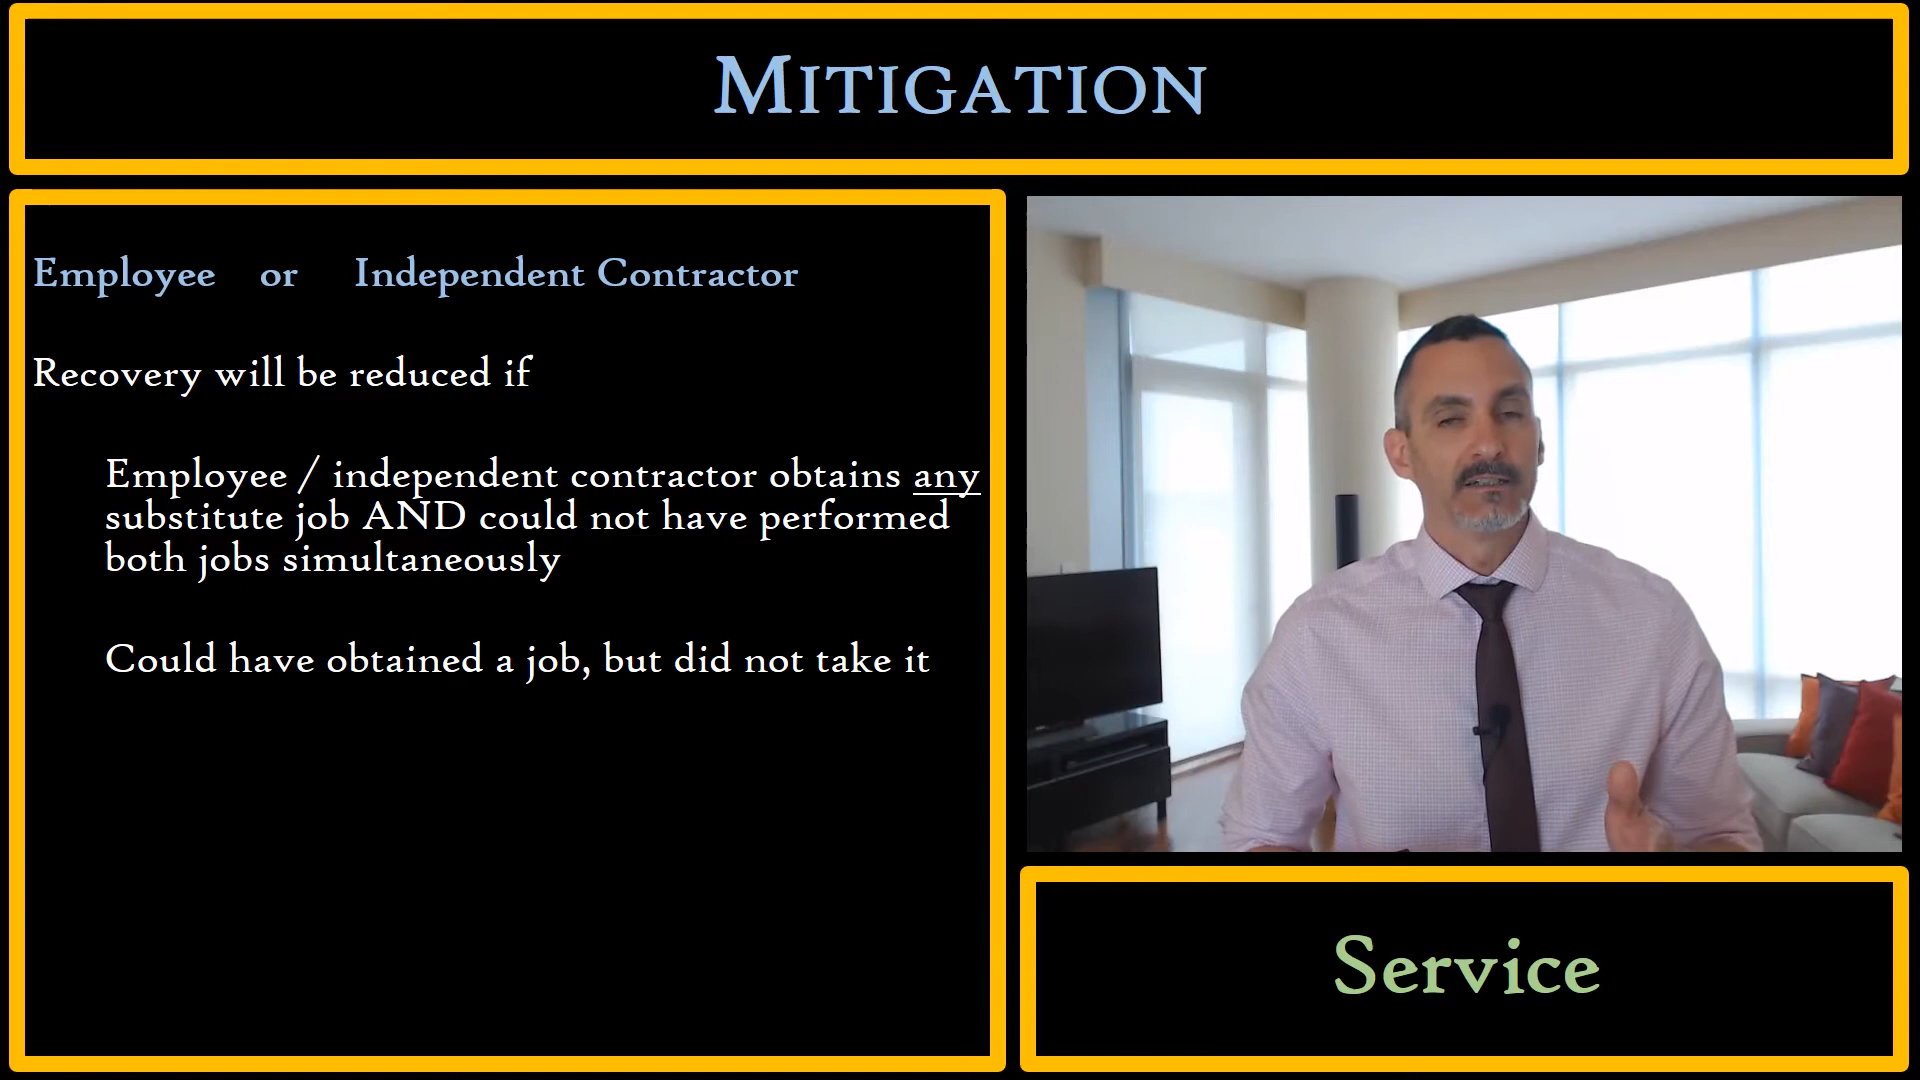 MITIGATION
Employee or Independent Contractor
Recovery will be reduced if
Employee / independent contractor obtains any
substitute job AND could not have performed
both jobs simultaneously
Could have obtained a job, but did not take it
Service